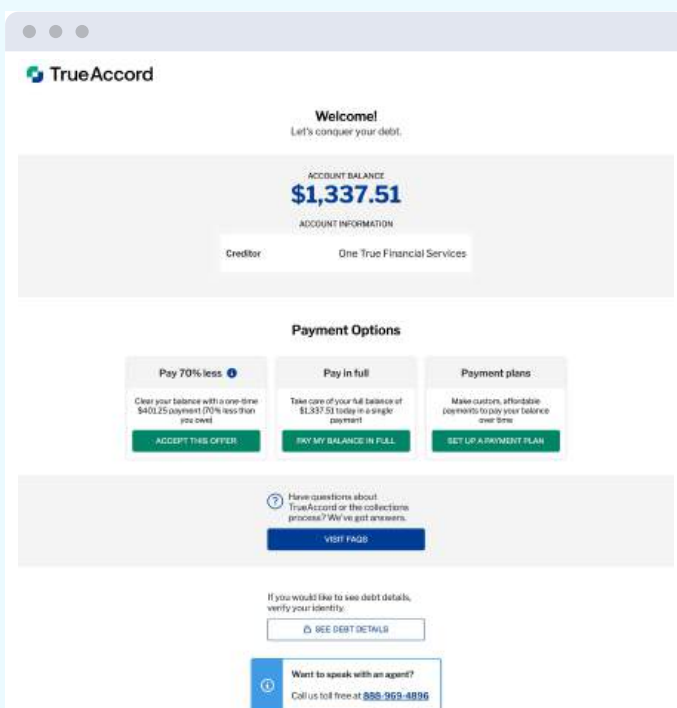 TrueAccord
Welcome!
Let's conquer your debt.
ACCOUNT BALANCE
$1,337.51
ACCOUNT INFORMATION
Creditor One True Financial Services
Payment Options
Pay 70% less
Clear your balance with a one-time
$401.25 payment (70% less than
you owe)
ACCEPT THIS OFFER
Pay in full
Take care of your full balance of
$1,337.51 today in a single
payment
PAY MY BALANCE IN FULL
Payment plans
Make custom, affordable
payments to pay your balance
over time
SET UP A PAYMENT PLAN
Have questions about
TrueAccord or the collections
process? We've got answers.
VISIT FAQS
If you would like to see debt details,
verify your identity.
SEE DEBT DETAILS
Want to speak with an agent?
Call us toll free at 888-969-4896